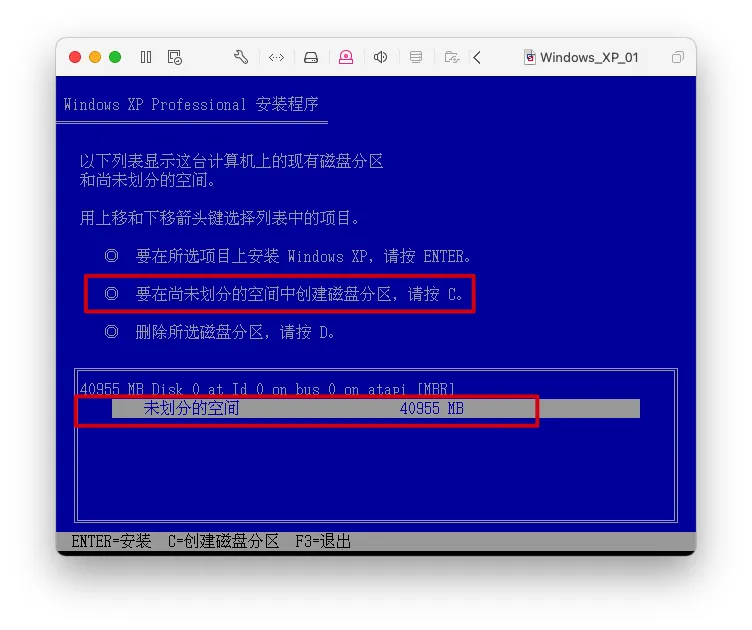 Windows_XP_01
Windows XP Professional 安装程序
以下列表显示这台计算机上的现有磁盘分区
和尚未划分的空间。
用上移和下移箭头键选择列表中的项目。
◎ 要在所选项目上安装 Windows XP，请按 ENTER。
◎ 要在尚未划分的空间中创建磁盘分区，请按 C。
◎ 删除所选磁盘分区，请按 D。
40955 MB Disk 0 at Id 0 on bus 0 on atapi [MBR]
未划分的空间 40955 MB
ENTER=安装 C=创建磁盘分区 F3=退出